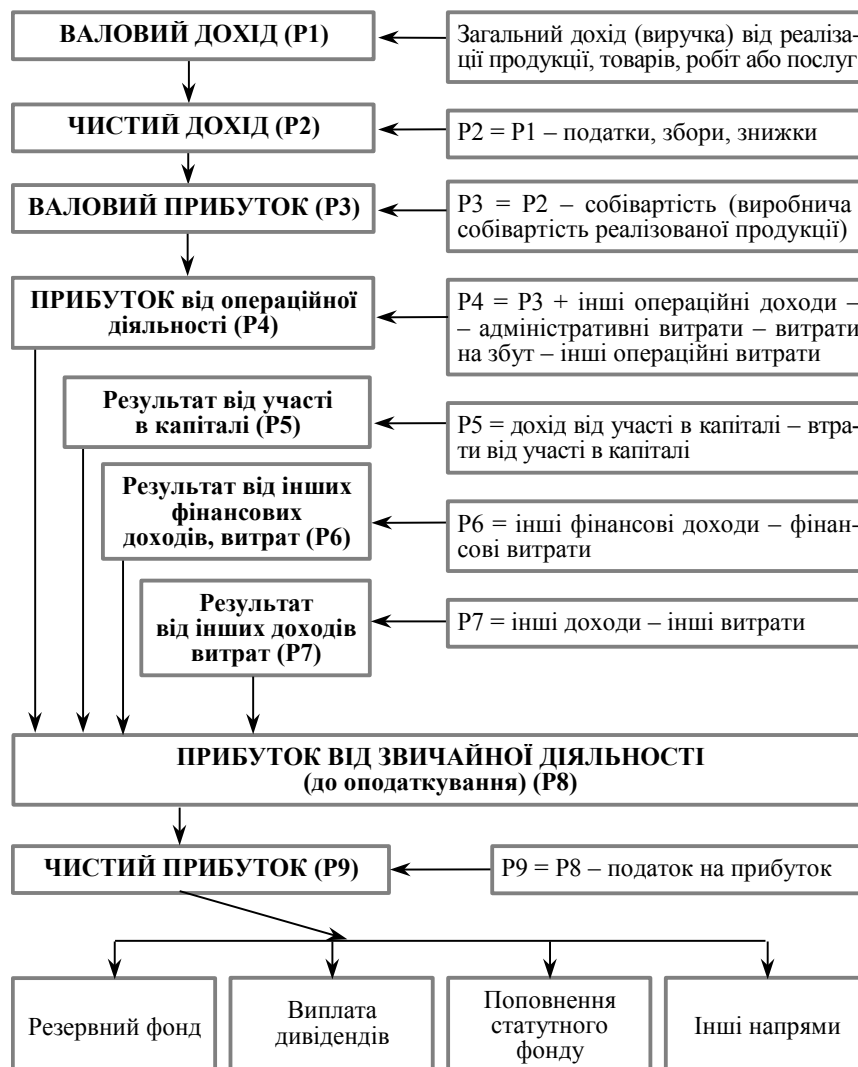 ВАЛОВИЙ ДОХІД (Р1)
Загальний дохід (виручка) від реаліза-
ції продукції, товарів, робіт або послуг
ЧИСТИЙ ДОХІД (Р2)
Р2 = Р1 – податки, збори, знижки
ВАЛОВИЙ ПРИБУТОК (Р3)
Р3 = Р2 – собівартість (виробнича
собівартість реалізованої продукції)
ПРИБУТОК від операційної
діяльності (Р4)
Р4 = Р3 + інші операційні доходи –
– адміністративні витрати – витрати
на збут – інші операційні витрати
Результат від участі
в капіталі (Р5)
Р5 = дохід від участі в капіталі – втра-
ти від участі в капіталі
Результат від інших
фінансових
доходів, витрат (Р6)
Р6 = інші фінансові доходи – фінан-
сові витрати
Результат
від інших доходів
витрат (Р7)
Р7 = інші доходи – інші витрати
ПРИБУТОК ВІД ЗВИЧАЙНОЇ ДІЯЛЬНОСТІ
(до оподаткування) (Р8)
ЧИСТИЙ ПРИБУТОК (Р9)
Р9 = Р8 – податок на прибуток
Резервний фонд
Виплата
дивідендів
Поповнення
статутного
фонду
Інші напрями